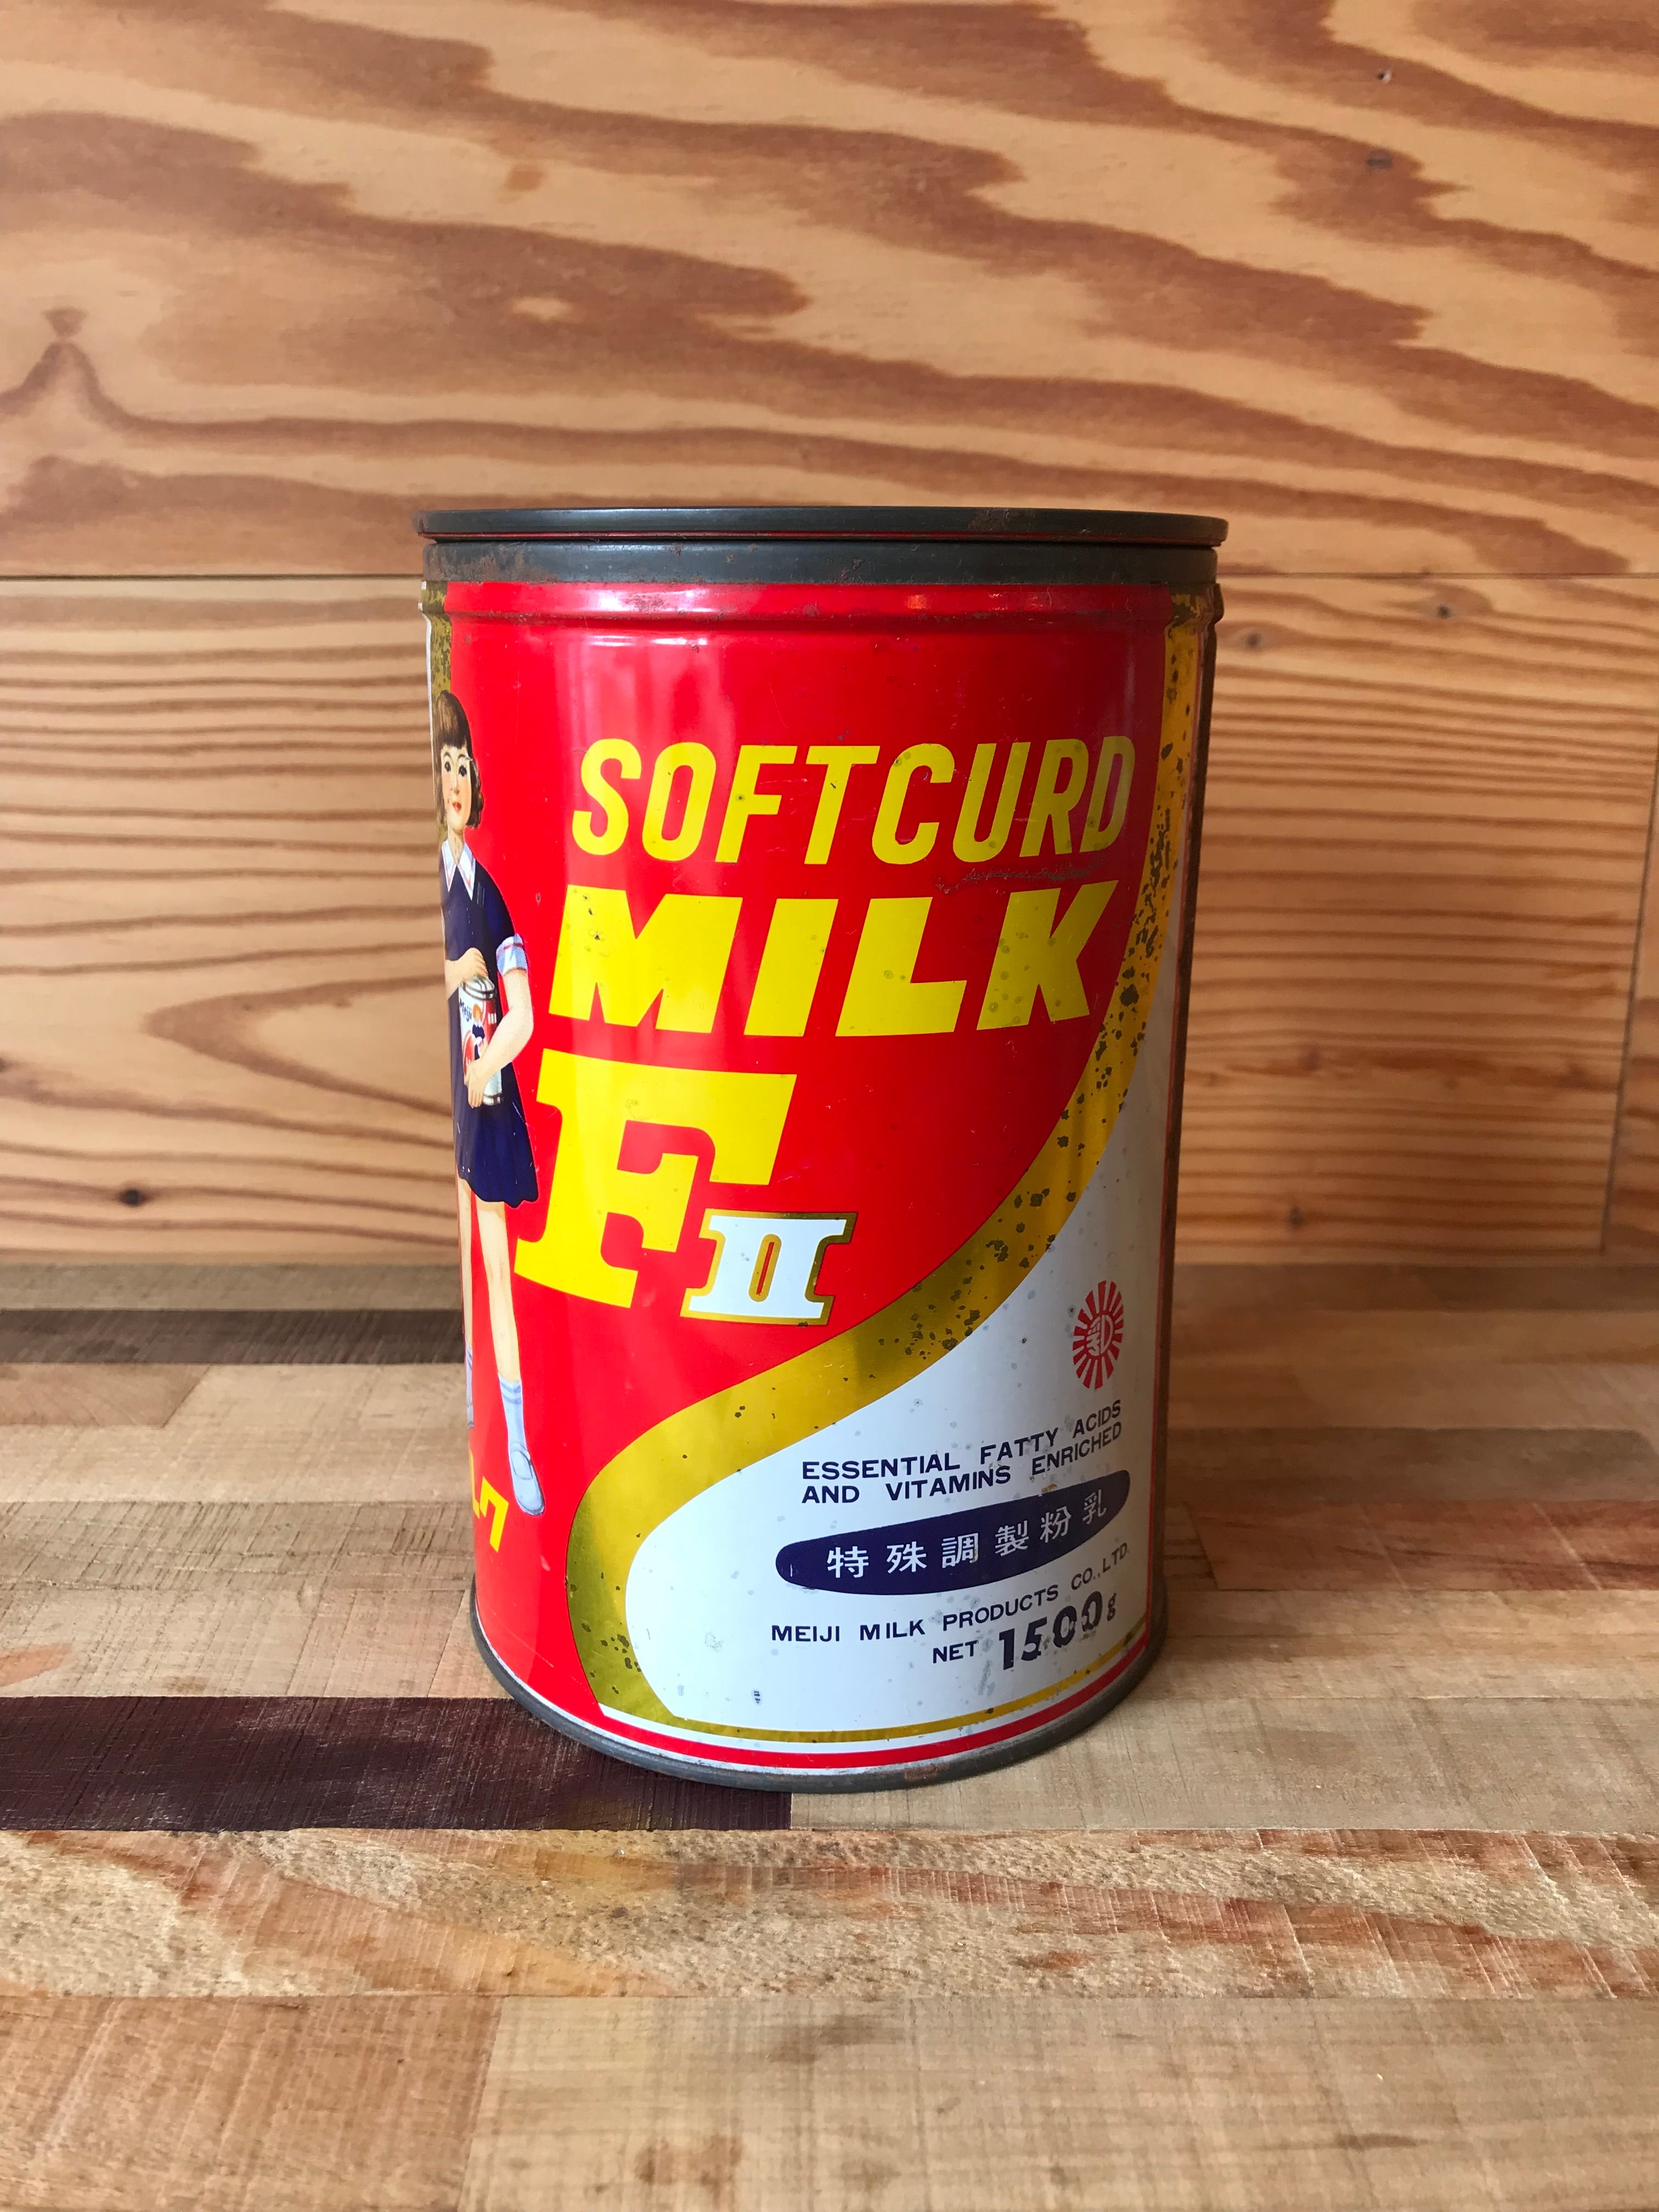 SOFTCURD
MILK
F II
ESSENTIAL FATTY ACIDS
AND VITAMINS ENRICHED
特殊調製粉乳
MEIJI MILK PRODUCTS CO.,LTD.
NET 1500g